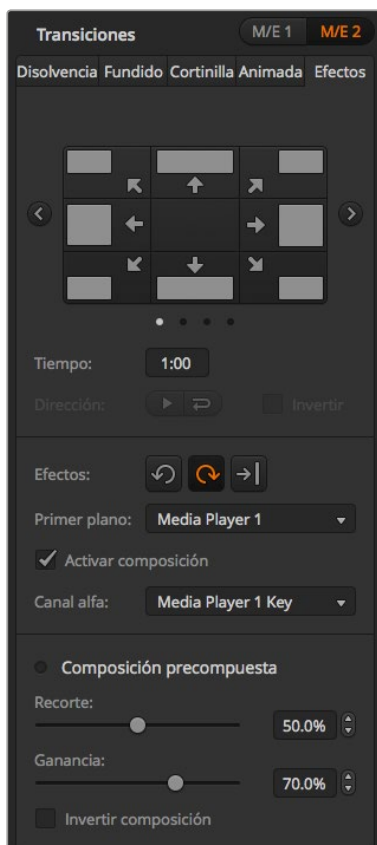 Transiciones M/E 1 M/E 2
Disolvencia Fundido Cortinilla Animada Efectos
Tiempo: 1:00
Dirección: Invertir
Efectos:
Primer plano: Media Player 1
Activar composición
Canal alfa: Media Player 1 Key
Composición precompuesta
Recorte:
50.0%
Ganancia:
70.0%
Invertir composición